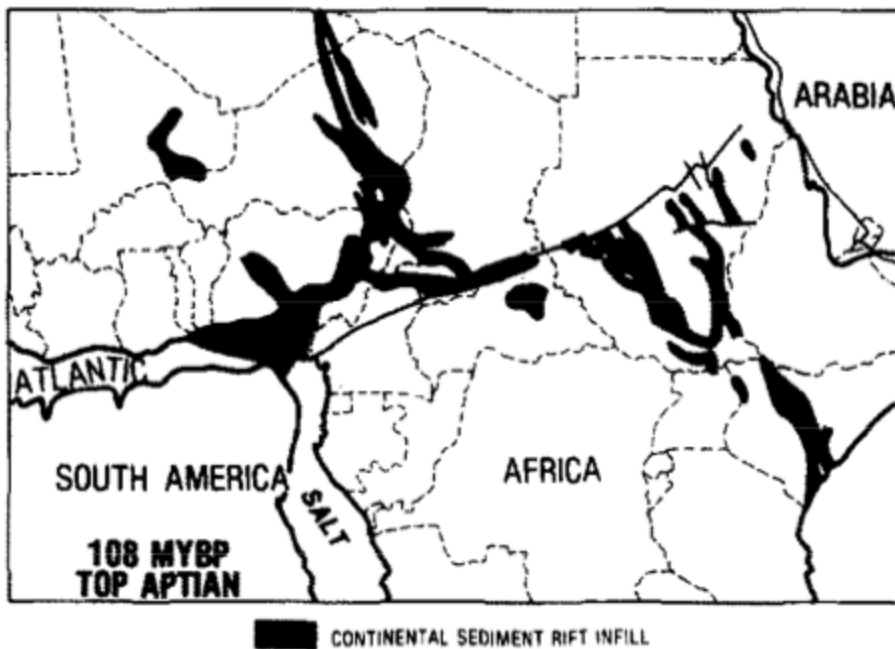 ARABIA
ATLANTIC
SOUTH AMERICA
AFRICA
SALT
108 MYBP
TOP APTIAN
CONTINENTAL SEDIMENT RIFT INFILL